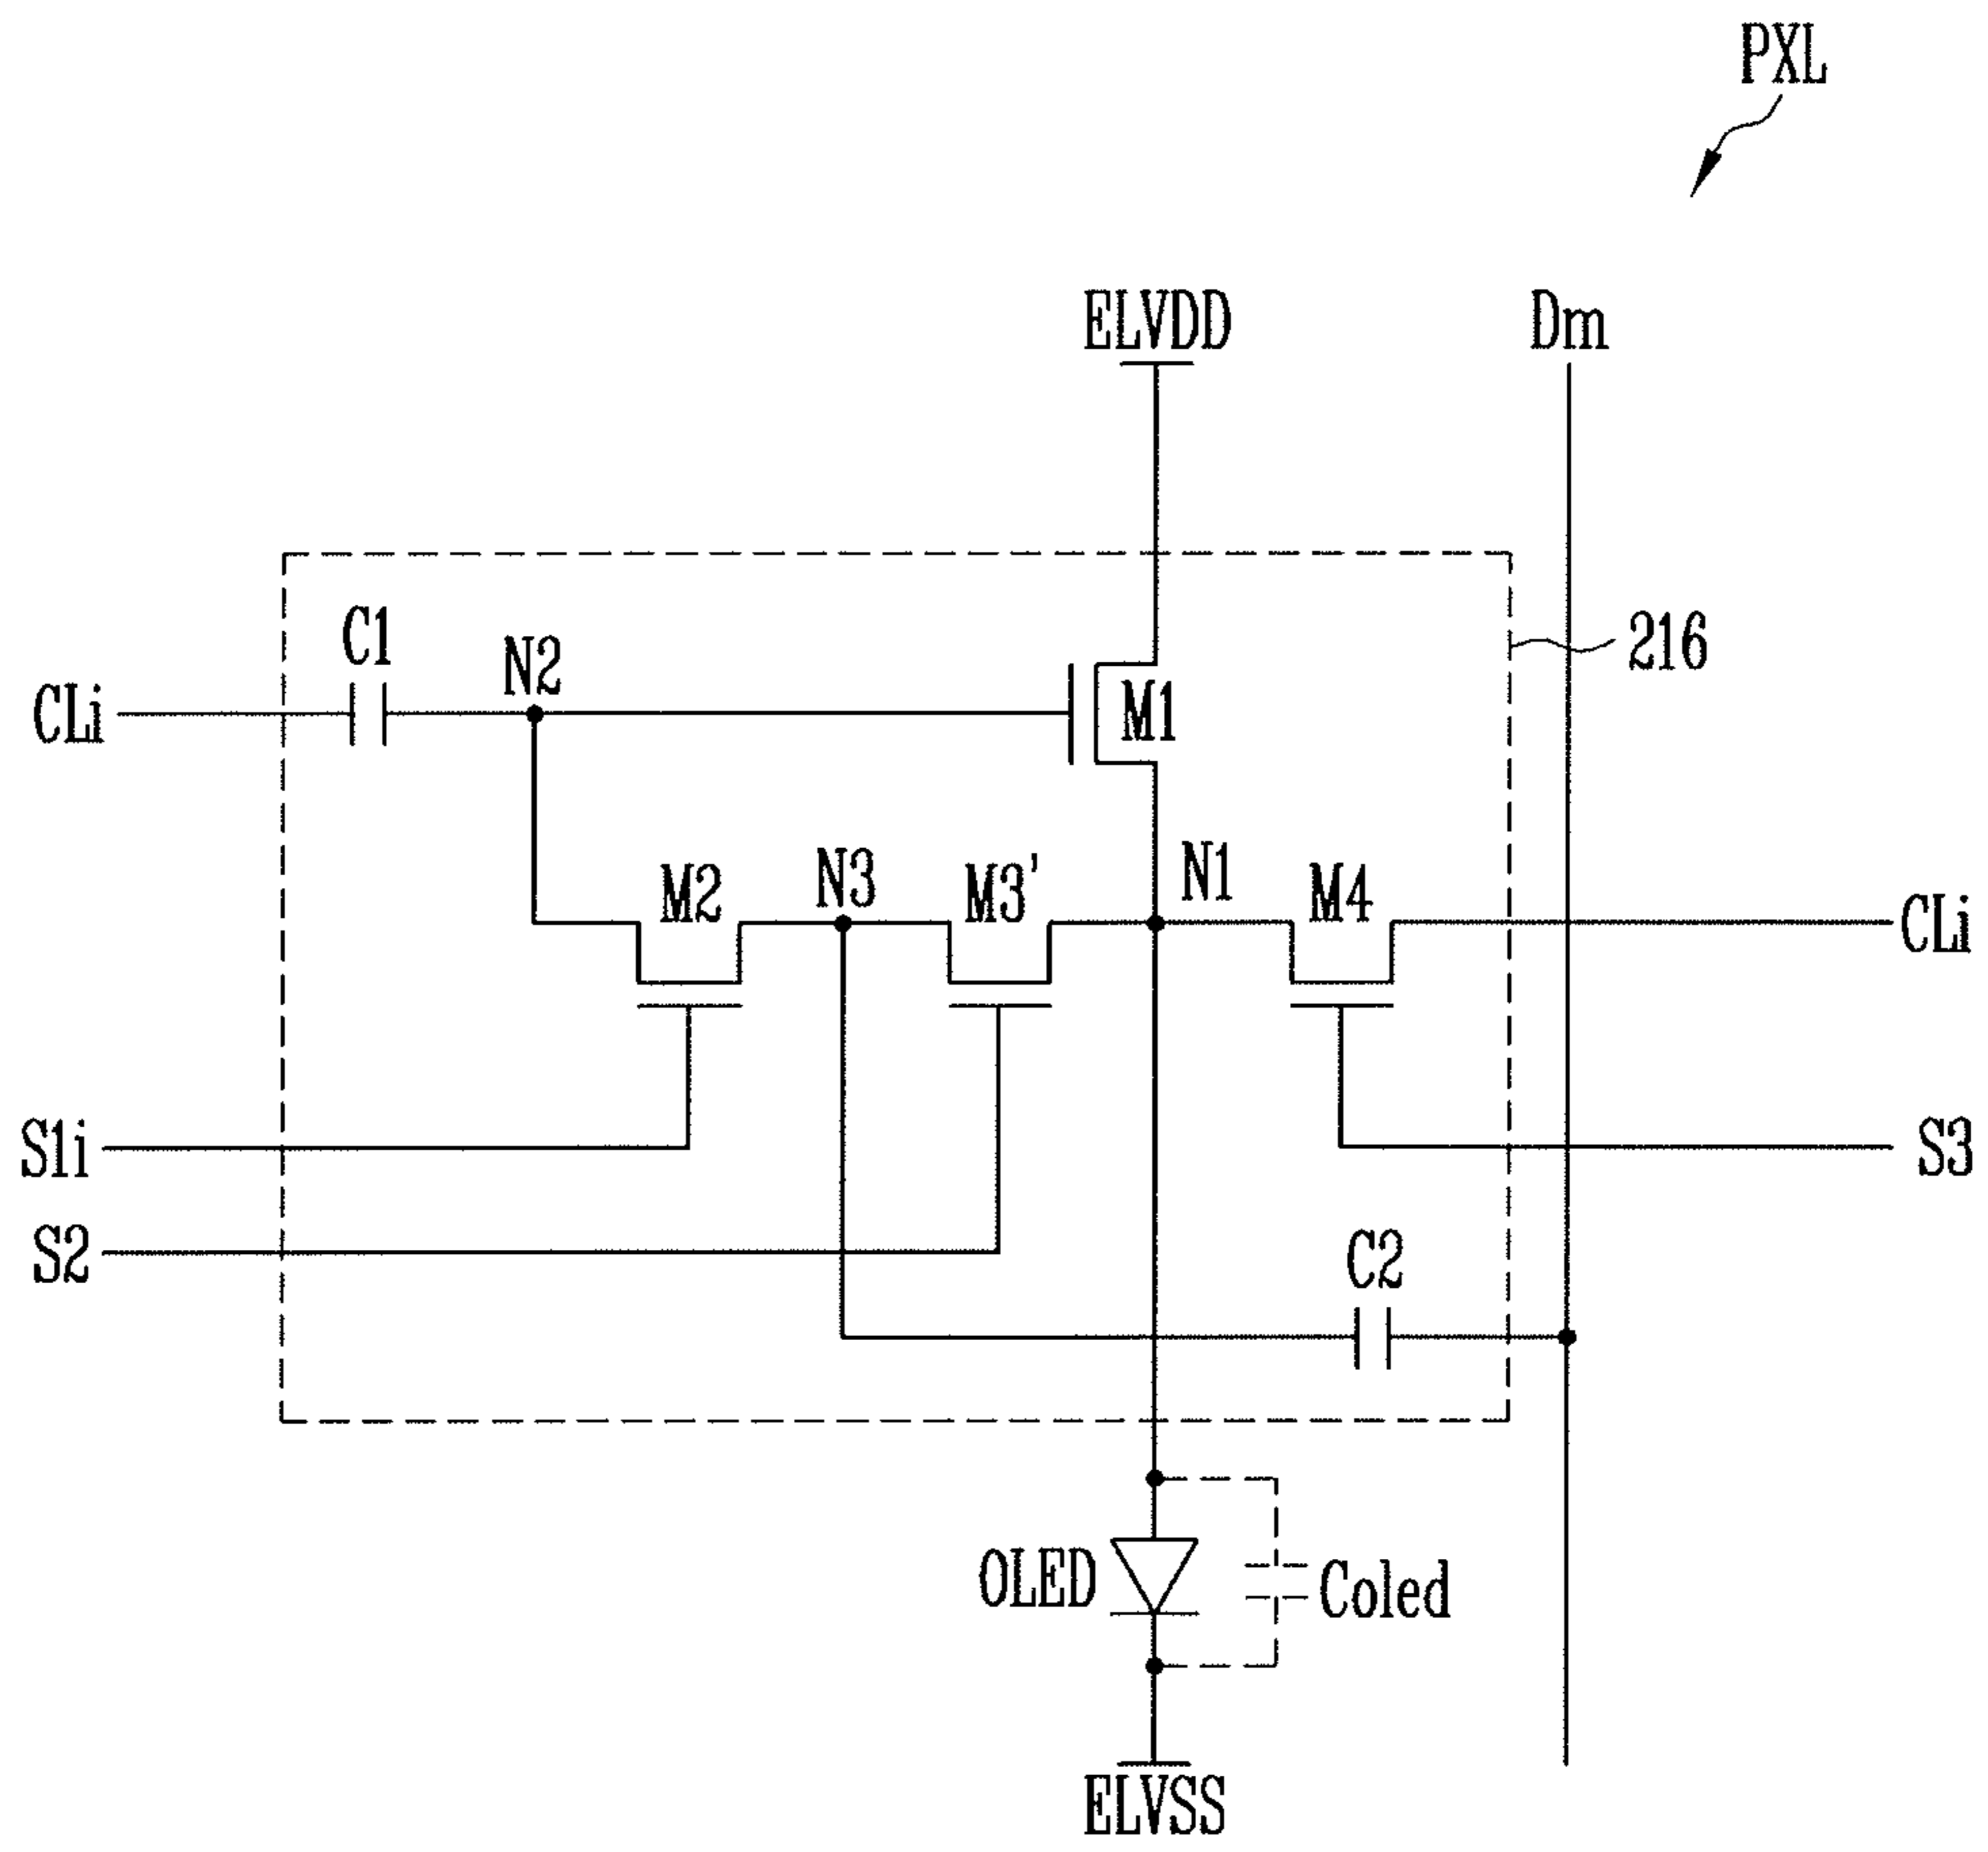 PXL
ELVDD
Dm
C1
N2
216
CLi
M1
M2
N3
M3'
N1
M4
CLi
S1i
S3
S2
C2
OLED
Coled
ELVSS